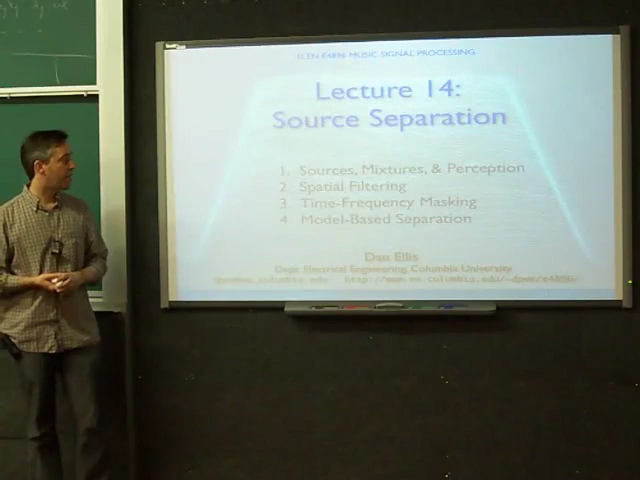 ELEN E4896 MUSIC SIGNAL PROCESSING
Lecture 14:
Source Separation
1. Sources, Mixtures, & Perception
2. Spatial Filtering
3. Time-Frequency Masking
4. Model-Based Separation
Dan Ellis
Dept. Electrical Engineering, Columbia University